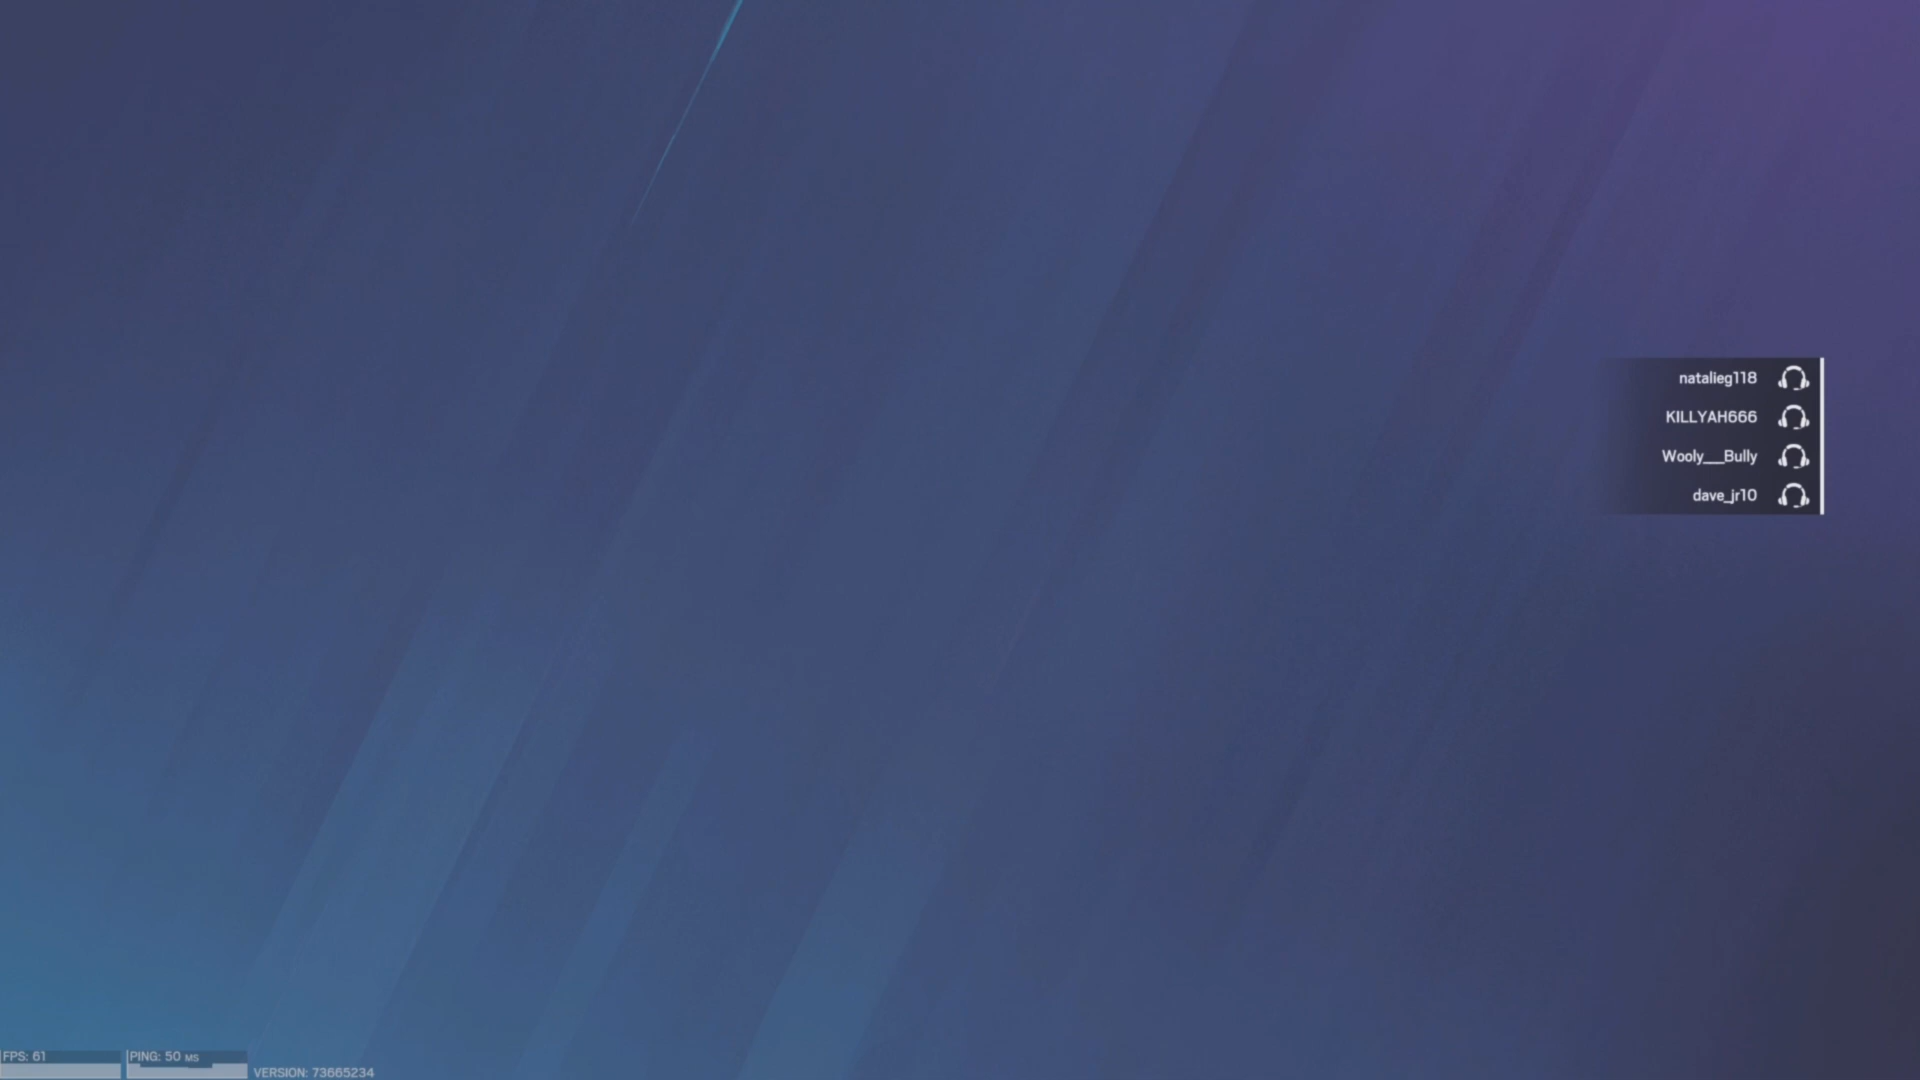 natalieg118
KILLYAH666
Wooly__Bully
dave_jr10
FPS: 61
PING: 50 MS
VERSION: 73665234